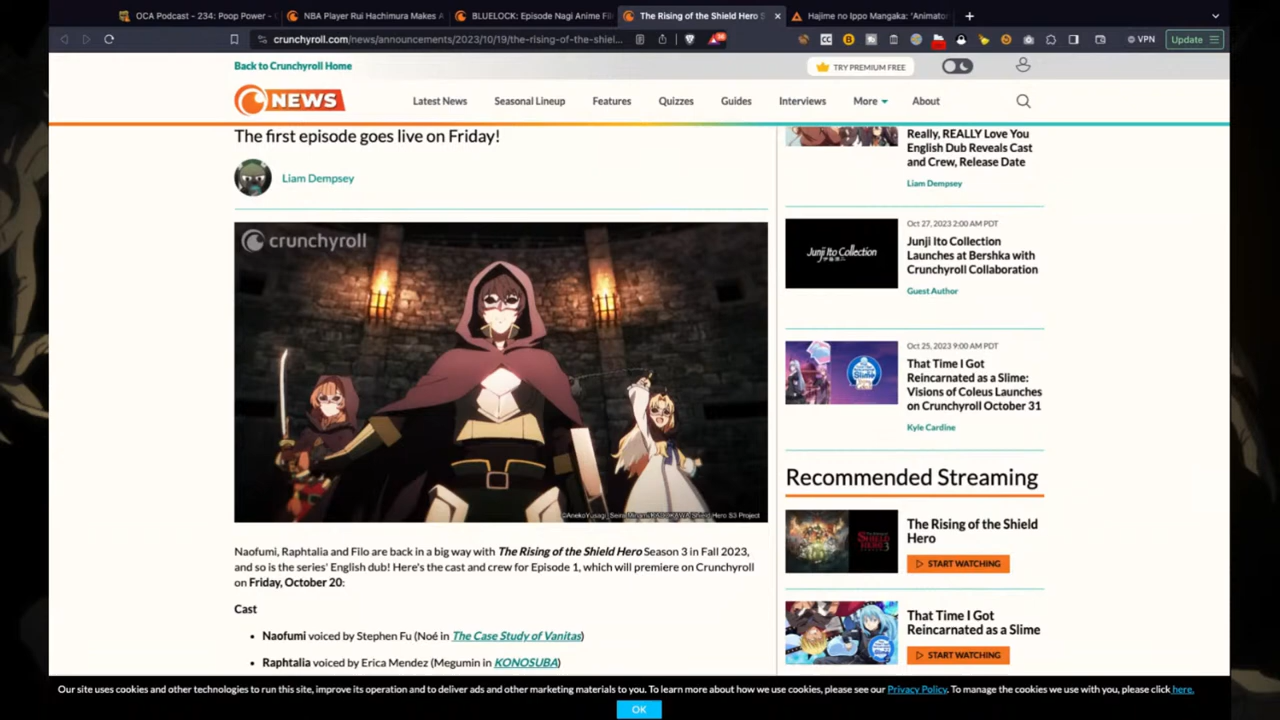 OCA Podcast - 234: Poop Power -
NBA Player Rui Hachimura Makes A
BLUELOCK: Episode Nagi Anime Fil
The Rising of the Shield Hero S
Hajime no Ippo Mangaka: 'Animator
crunchyroll.com/news/announcements/2023/10/19/the-rising-of-the-shiel...
VPN
Update
Back to Crunchyroll Home
TRY PREMIUM FREE
NEWS
Latest News
Seasonal Lineup
Features
Quizzes
Guides
Interviews
More
About
The first episode goes live on Friday!
Liam Dempsey
crunchyroll
Naofumi, Raphtalia and Filo are back in a big way with The Rising of the Shield Hero Season 3 in Fall 2023,
and so is the series' English dub! Here's the cast and crew for Episode 1, which will premiere on Crunchyroll
on Friday, October 20:
Cast
• Naofumi voiced by Stephen Fu (Noé in The Case Study of Vanitas)
• Raphtalia voiced by Erica Mendez (Megumin in KONOSUBA)
Really, REALLY Love You
English Dub Reveals Cast
and Crew, Release Date
Liam Dempsey
Oct 27, 2023 2:00 AM PDT
Junji Ito Collection
Junji Ito Collection
Launches at Bershka with
Crunchyroll Collaboration
Guest Author
Oct 25, 2023 9:00 AM PDT
That Time I Got
Reincarnated as a Slime:
Visions of Coleus Launches
on Crunchyroll October 31
Kyle Cardine
Recommended Streaming
The Rising of the Shield
Hero
START WATCHING
That Time I Got
Reincarnated as a Slime
START WATCHING
Our site uses cookies and other technologies to run this site, improve its operation and to deliver ads and other marketing materials to you. To learn more about how we use cookies, please see our Privacy Policy. To manage the cookies we use with you, please click here.
OK